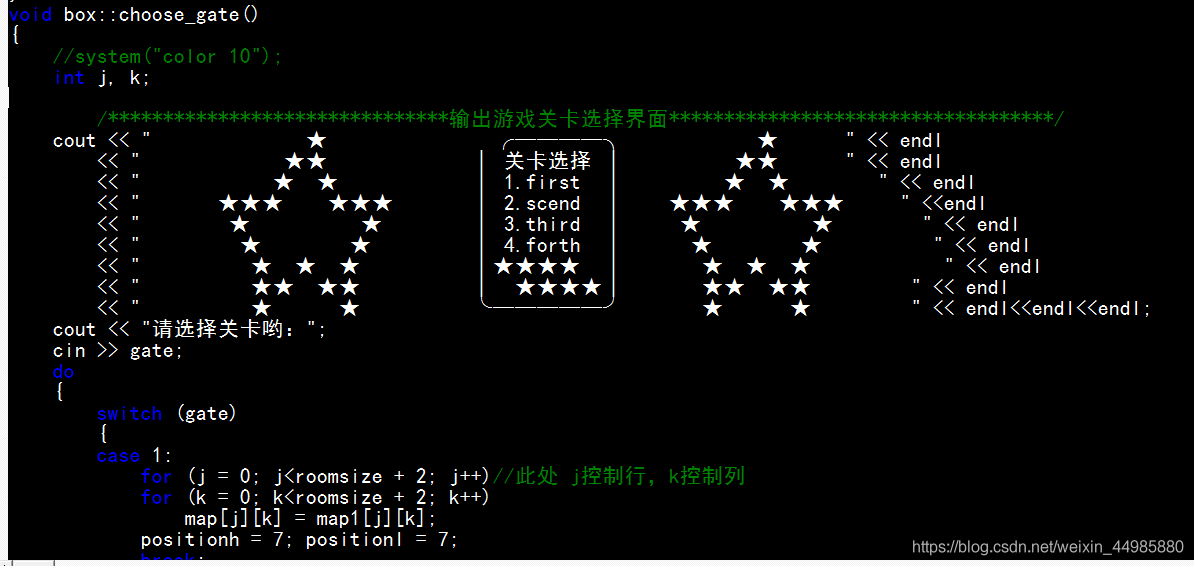 void box::choose_gate()
{
//system("color 10");
int j, k;
/*******************************输出游戏关卡选择界面***********************************/
cout << " ★ ╭─────────╮ ★ " << endl
<< " ★★ │ 关卡选择 │ ★★ " << endl
<< " ★ ★ │ 1.first │ ★ ★ " << endl
<< " ★★★ ★★★ │ 2.scend │ ★★★ ★★★ " <<endl
<< " ★ ★ │ 3.third │ ★ ★ " << endl
<< " ★ ★ │ 4.forth │ ★ ★ " << endl
<< " ★ ★ ★ │★★★★ │ ★ ★ ★ " << endl
<< " ★★ ★★ │ ★★★★│ ★★ ★★ " << endl
<< " ★ ★ ╰─────────╯ ★ ★ " << endl<<endl<<endl;
cout << "请选择关卡哟: ";
cin >> gate;
do
{
switch (gate)
{
case 1:
for (j = 0; j<roomsize + 2; j++)//此处 j控制行，k控制列
for (k = 0; k<roomsize + 2; k++)
map[j][k] = map1[j][k];
positionh = 7; positionl = 7;
break;
https://blog.csdn.net/weixin_44985880